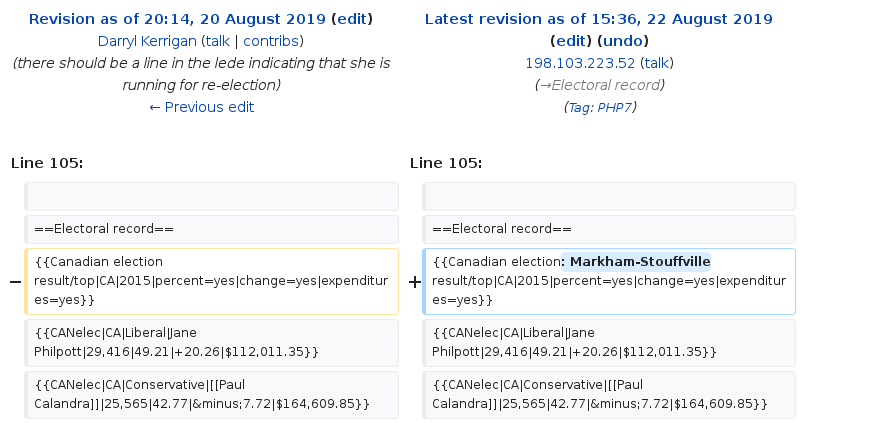 Revision as of 20:14, 20 August 2019 (edit)
Darryl Kerrigan (talk | contribs)
(there should be a line in the lede indicating that she is
running for re-election)
← Previous edit
Latest revision as of 15:36, 22 August 2019
(edit) (undo)
198.103.223.52 (talk)
(→Electoral record)
(Tag: PHP7)
Line 105:
Line 105:
==Electoral record==
==Electoral record==
−
{{Canadian election
result/top|CA|2015|percent=yes|change=yes|expenditur
es=yes}}
+
{{Canadian election: Markham-Stouffville
result/top|CA|2015|percent=yes|change=yes|expenditur
es=yes}}
{{CANelec|CA|Liberal|Jane
Philpott|29,416|49.21|+20.26|$112,011.35}}
{{CANelec|CA|Liberal|Jane
Philpott|29,416|49.21|+20.26|$112,011.35}}
{{CANelec|CA|Conservative|[[Paul
Calandra]]|25,565|42.77|&minus;7.72|$164,609.85}}
{{CANelec|CA|Conservative|[[Paul
Calandra]]|25,565|42.77|&minus;7.72|$164,609.85}}